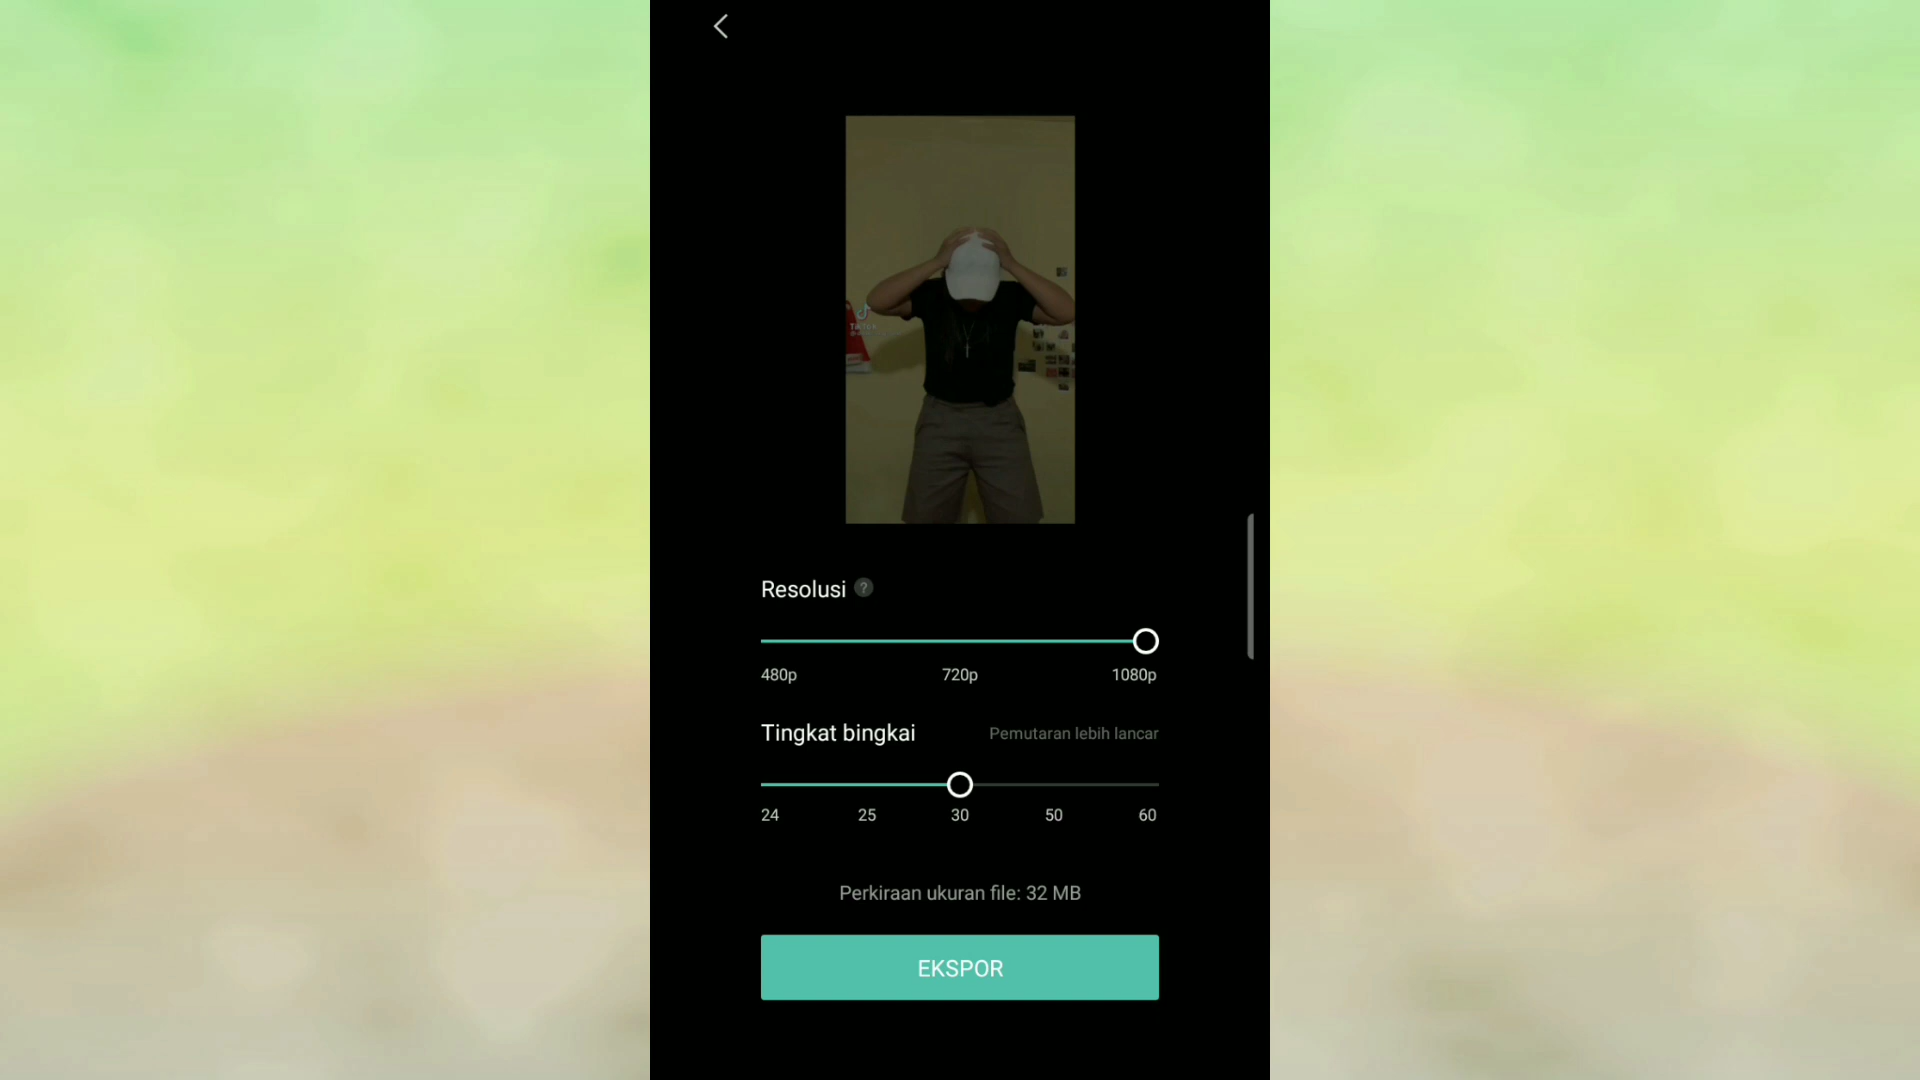 TikTok
Resolusi ?
480p 720p 1080p
Tingkat bingkai Pemutaran lebih lancar
24 25 30 50 60
Perkiraan ukuran file: 32 MB
EKSPOR